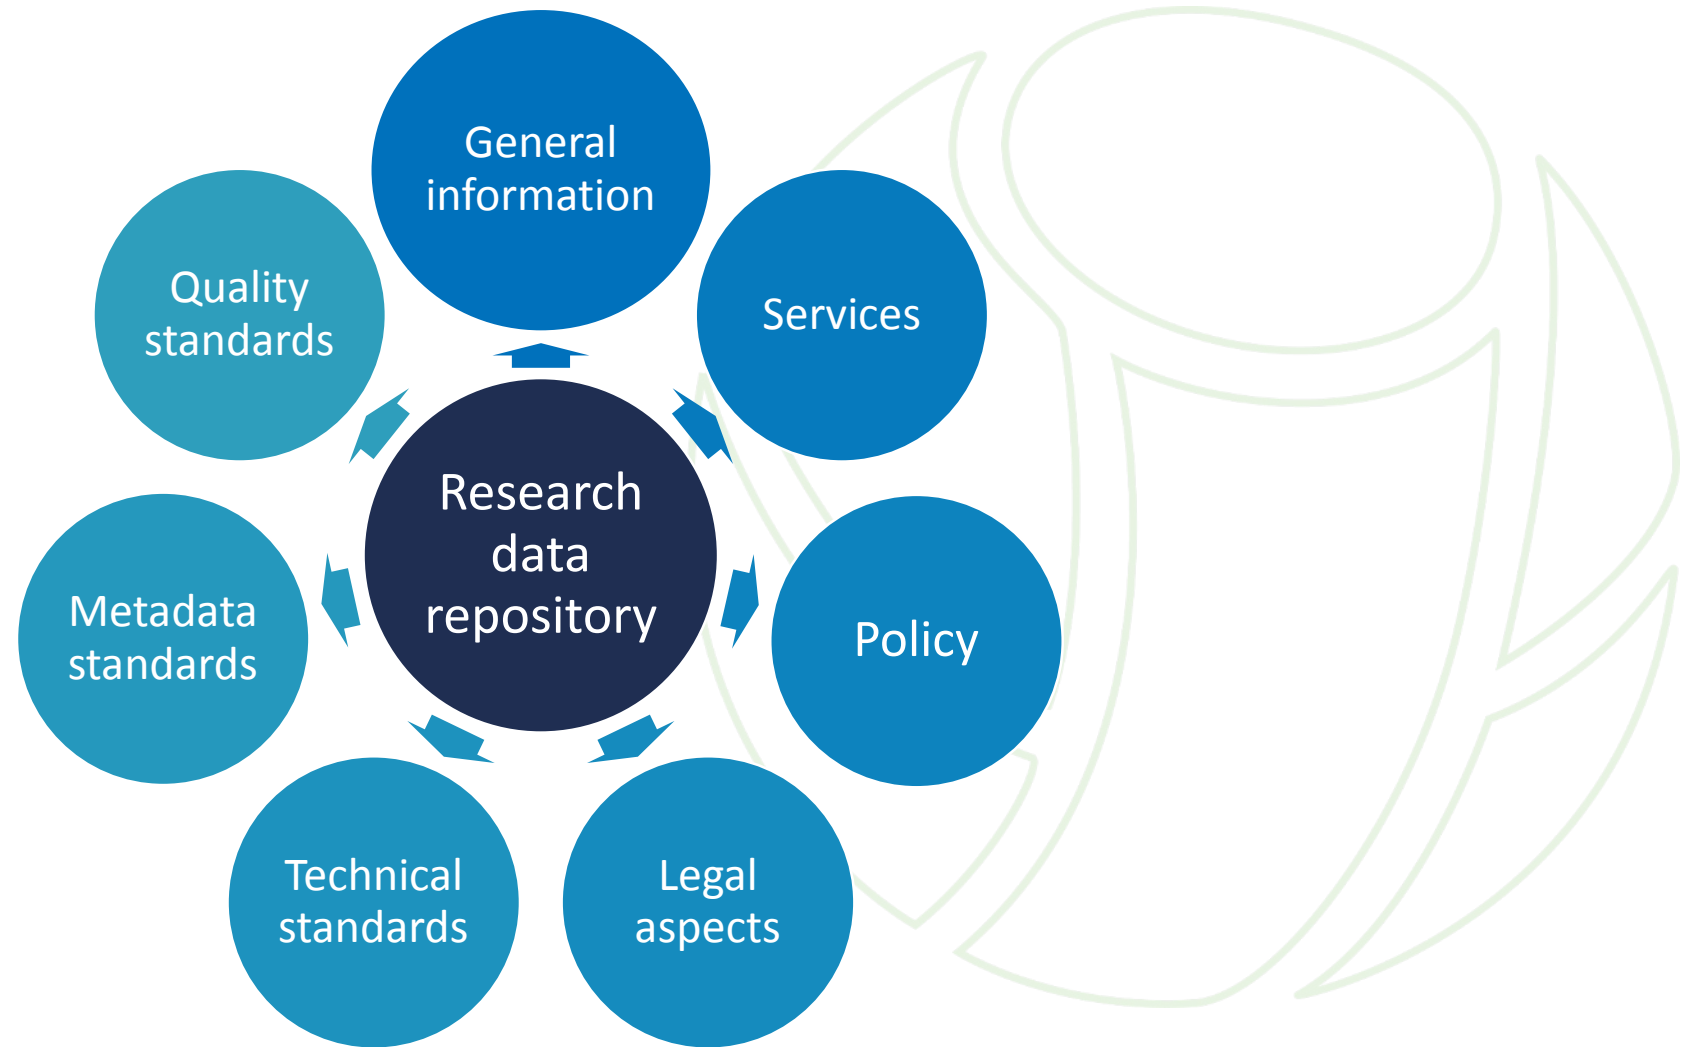 General
information
Services
Policy
Legal
aspects
Technical
standards
Metadata
standards
Quality
standards
Research
data
repository